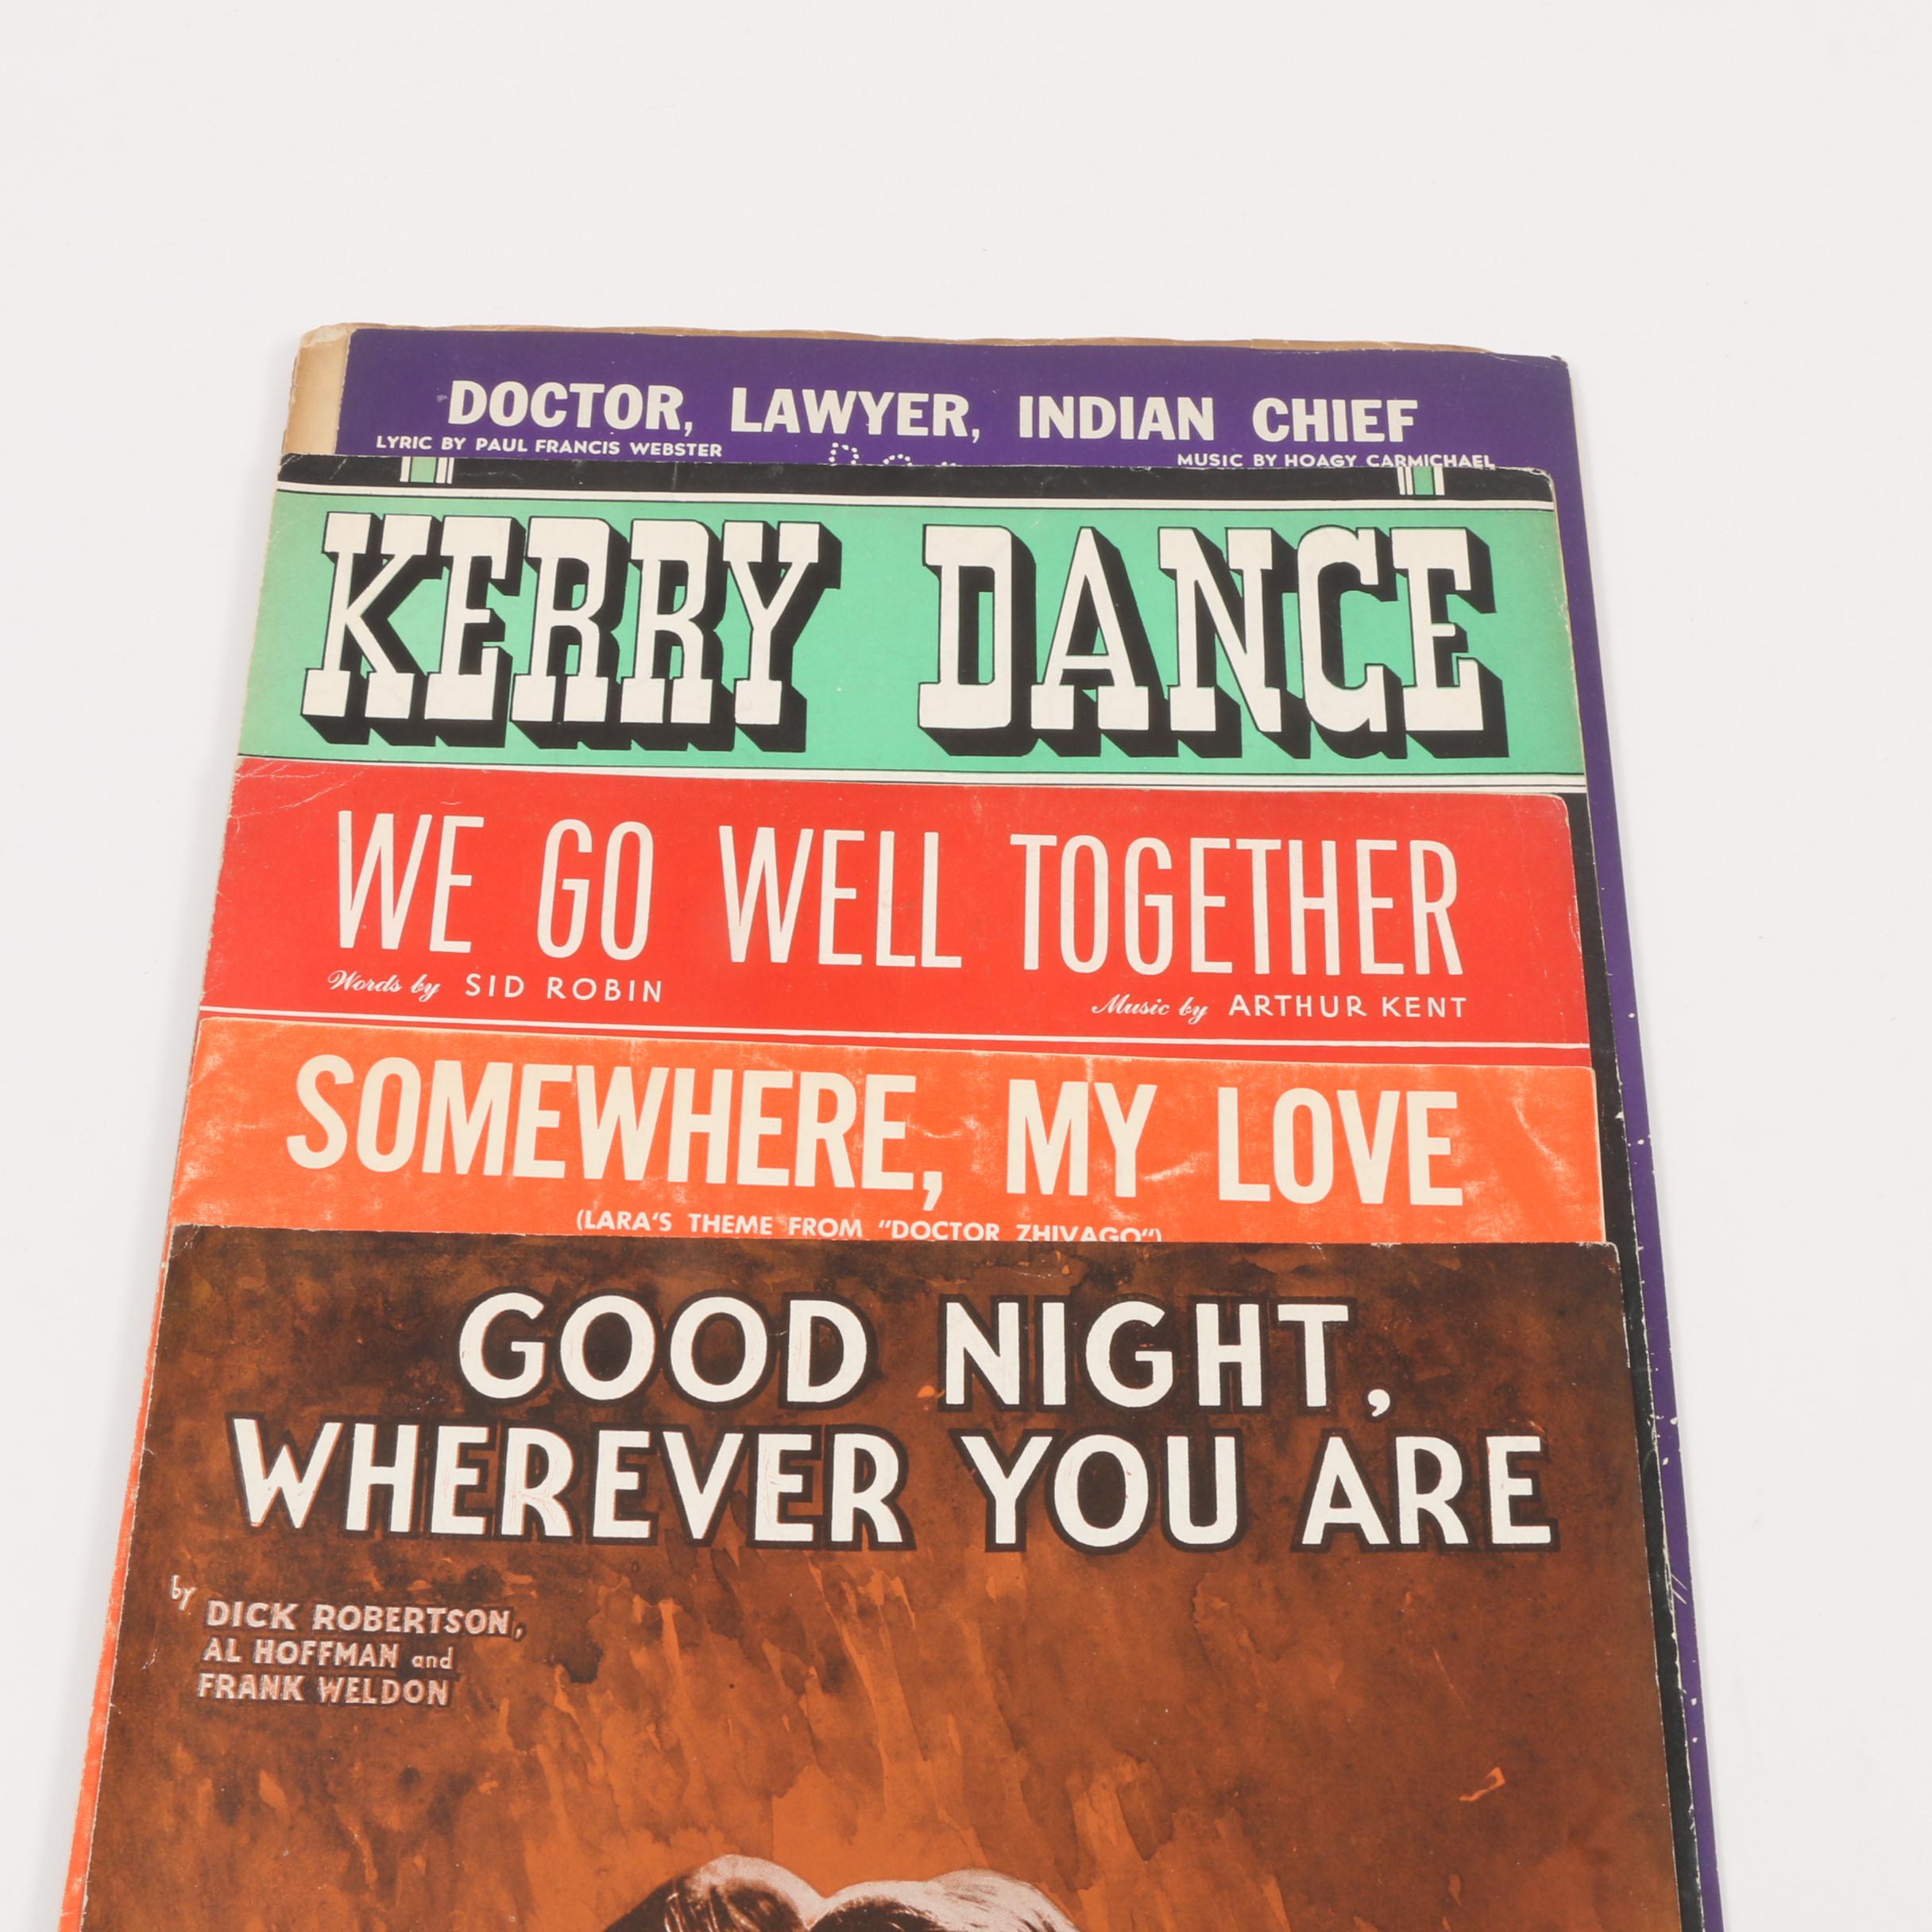 DOCTOR, LAWYER, INDIAN CHIEF
LYRIC BY PAUL FRANCIS WEBSTER
MUSIC BY HOAGY CARMICHAEL
KERRY DANCE
WE GO WELL TOGETHER
Words by SID ROBIN
Music by ARTHUR KENT
SOMEWHERE, MY LOVE
(LARA'S THEME FROM "DOCTOR ZHIVAGO")
GOOD NIGHT,
WHEREVER YOU ARE
by DICK ROBERTSON,
AL HOFFMAN and
FRANK WELDON